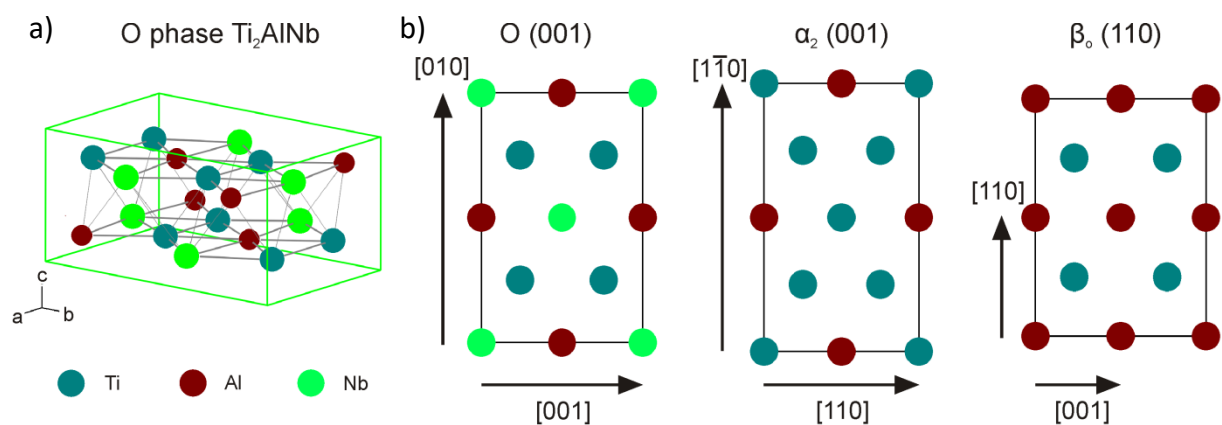 a)
O phase Ti₂AlNb
b)
O (001)
α₂ (001)
βₒ (110)
[010]
[11̅0]
[110]
c
a
b
Ti
Al
Nb
[001]
[110]
[001]